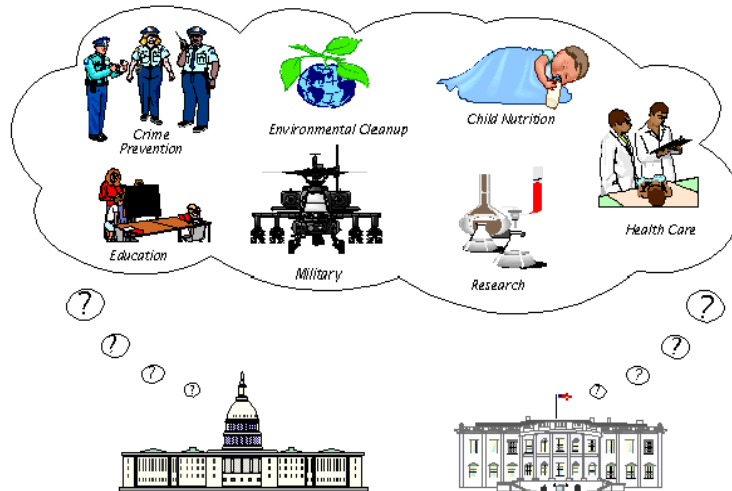 Crime
Prevention
Environmental Cleanup
Child Nutrition
Education
Military
Research
Health Care
?
?
?
?
?
?
?
?